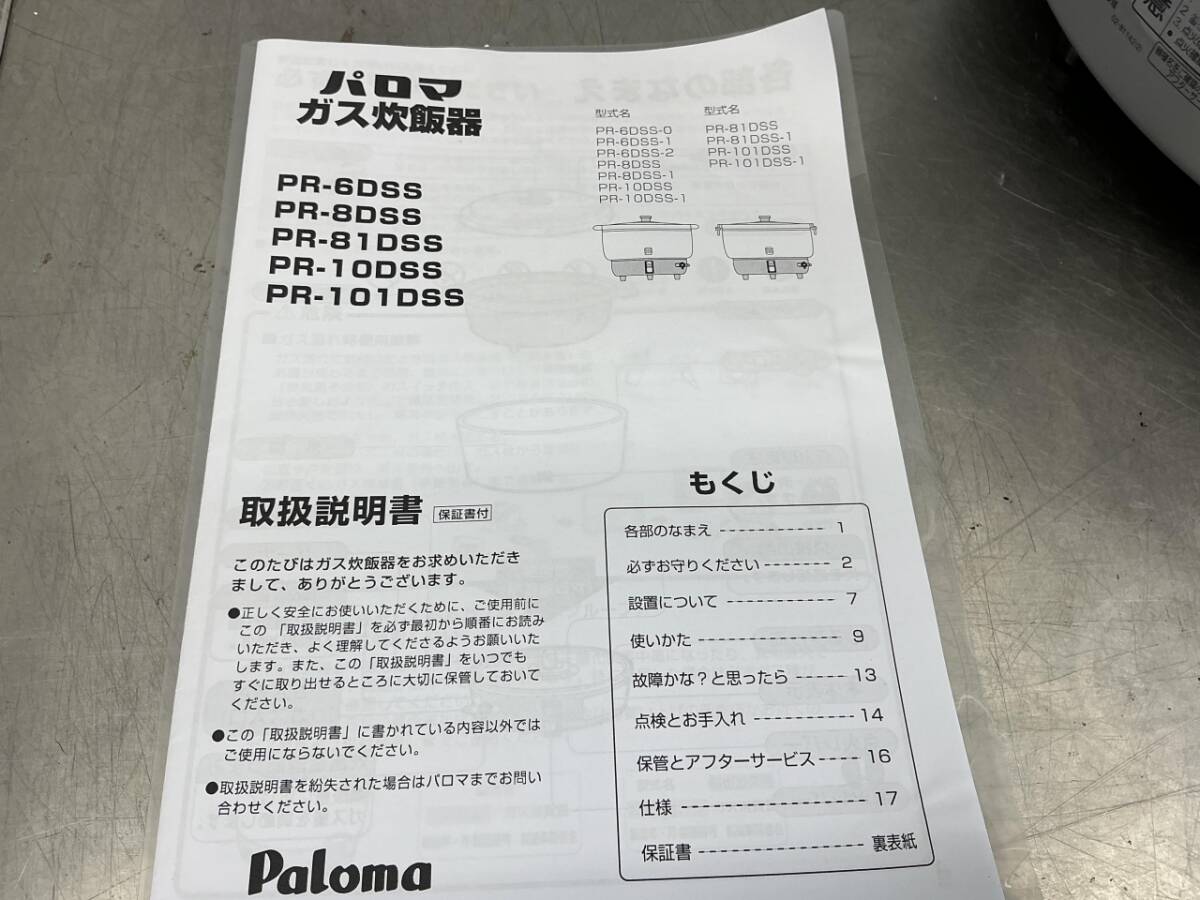 パロマ
ガス炊飯器
PR-6DSS
PR-8DSS
PR-81DSS
PR-10DSS
PR-101DSS
型式名
PR-6DSS-0
PR-6DSS-1
PR-6DSS-2
PR-8DSS
PR-8DSS-1
PR-10DSS
PR-10DSS-1
型式名
PR-81DSS
PR-81DSS-1
PR-101DSS
PR-101DSS-1
取扱説明書 保証書付
このたびはガス炊飯器をお求めいただき
まして、ありがとうございます。
●正しく安全にお使いいただくために、ご使用前に
この「取扱説明書」を必ず最初から順番にお読み
いただき、よく理解してくださるようお願いいた
します。また、この「取扱説明書」をいつでも
すぐに取り出せるところに大切に保管しておいて
ください。
●この「取扱説明書」に書かれている内容以外では
ご使用にならないでください。
●取扱説明書を紛失された場合はパロマまでお問い
合わせください。
Paloma
もくじ
各部のなまえ ----------- 1
必ずお守りください ------- 2
設置について ----------- 7
使いかた ------------- 9
故障かな?と思ったら ----- 13
点検とお手入れ ---------- 14
保管とアフターサービス ---- 16
仕様 ----------------- 17
保証書 -------------- 裏表紙